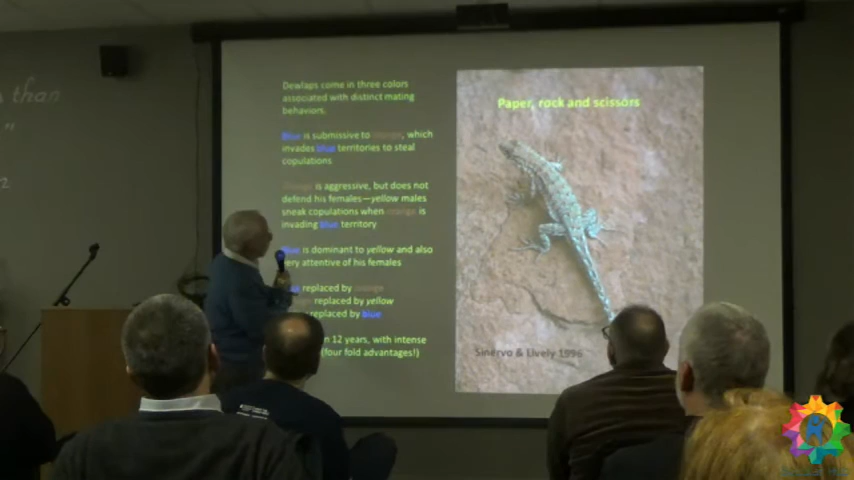 s than
"
2
Dewlaps come in three colors
associated with distinct mating
behaviors.
Blue is submissive to orange, which
invades blue territories to steal
copulations
orange is aggressive, but does not
defend his females—yellow males
sneak copulations when orange is
invading blue territory
Blue is dominant to yellow and also
very attentive of his females
replaced by orange
replaced by yellow
replaced by blue
n 12 years, with intense
(four fold advantages!)
Paper, rock and scissors
Sinervo & Lively 1996